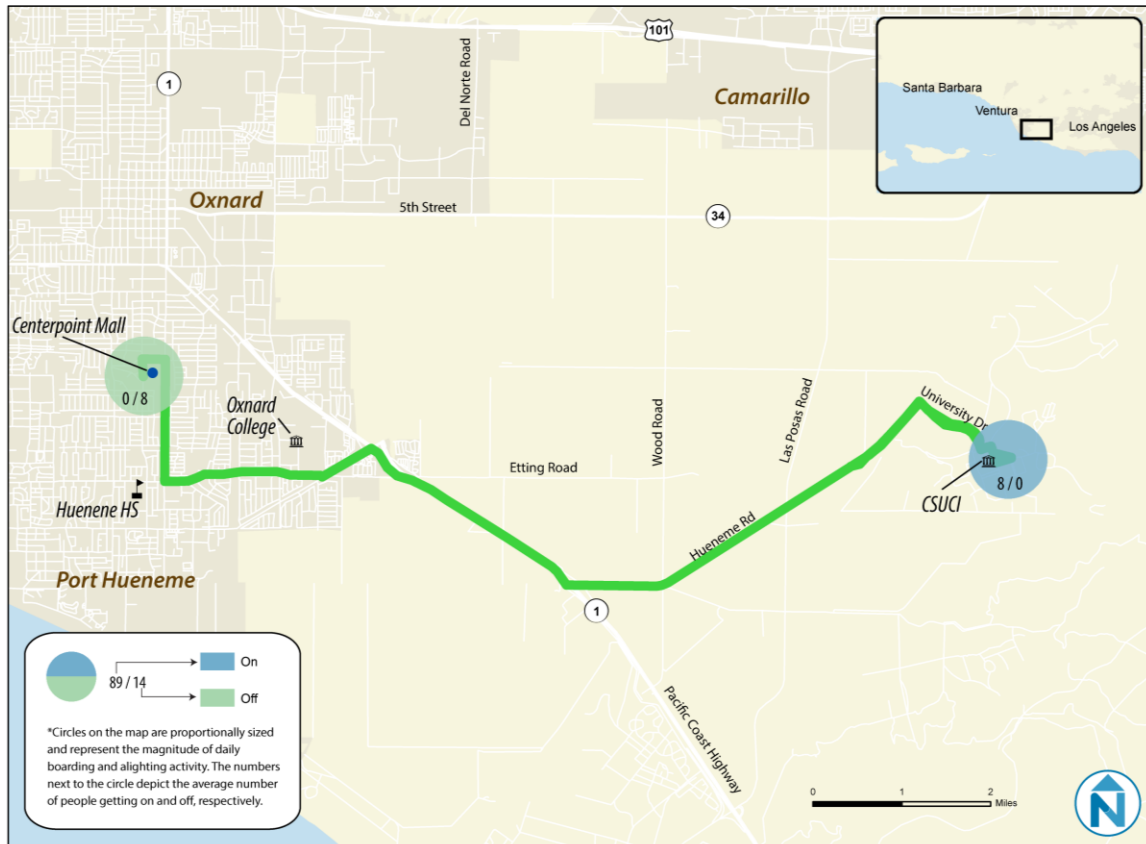 101
1
Del Norte Road
Camarillo
Santa Barbara
Ventura
Los Angeles
Oxnard
5th Street
34
Centerpoint Mall
0 / 8
Oxnard
College
Wood Road
Las Posas Road
University Dr
Etting Road
CSUCI
8 / 0
Huenene HS
Hueneme Rd
Port Hueneme
1
Pacific Coast Highway
On
89 / 14
Off
*Circles on the map are proportionally sized
and represent the magnitude of daily
boarding and alighting activity. The numbers
next to the circle depict the average number
of people getting on and off, respectively.
0 1 2
Miles
N